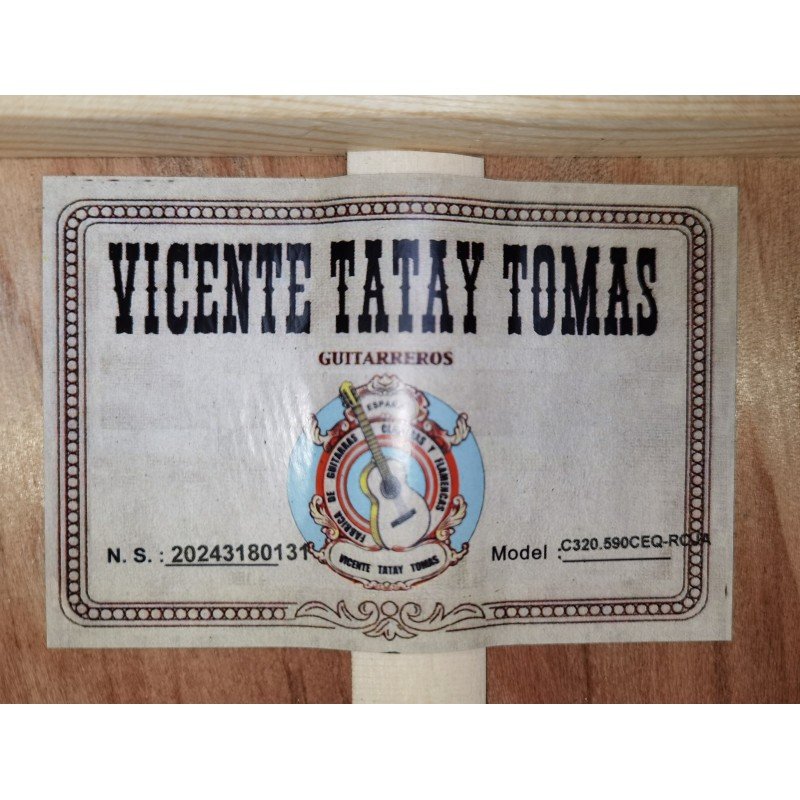 VICENTE TATAY TOMAS
GUITARREROS
ESPAÑA
FABRICA DE GUITARRAS CLASICAS Y FLAMENCAS
VICENTE TATAY TOMAS
N. S. : 20243180131
Model : C320.590CEQ-ROJA